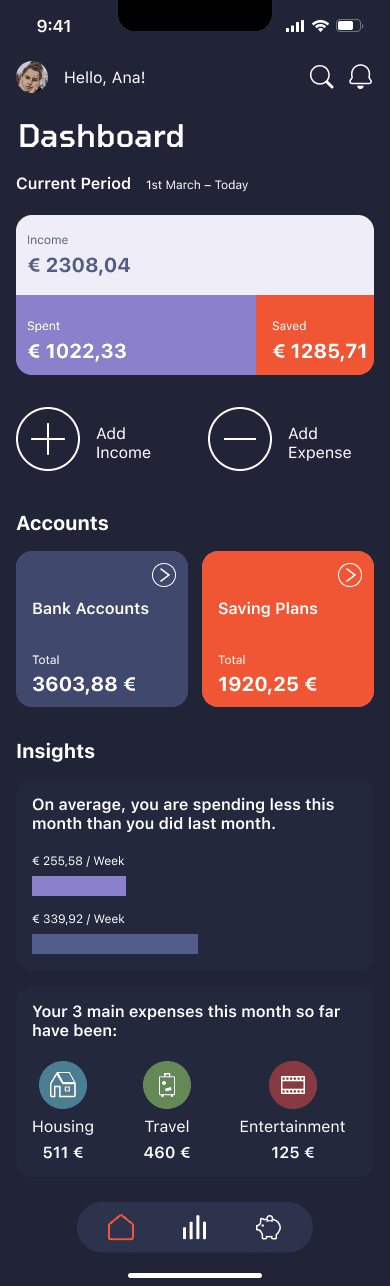 9:41
Hello, Ana!
Dashboard
Current Period 1st March – Today
Income
€ 2308,04
Spent
€ 1022,33
Saved
€ 1285,71
Add
Income
Add
Expense
Accounts
Bank Accounts
Total
3603,88 €
Saving Plans
Total
1920,25 €
Insights
On average, you are spending less this
month than you did last month.
€ 255,58 / Week
€ 339,92 / Week
Your 3 main expenses this month so far
have been:
Housing
511 €
Travel
460 €
Entertainment
125 €